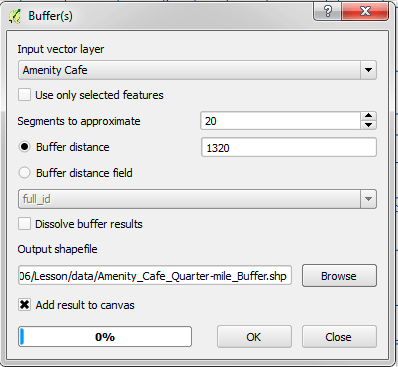 Buffer(s)
Input vector layer
Amenity Cafe
Use only selected features
Segments to approximate 20
Buffer distance 1320
Buffer distance field
full_id
Dissolve buffer results
Output shapefile
06/Lesson/data/Amenity_Cafe_Quarter-mile_Buffer.shp Browse
Add result to canvas
0% OK Close